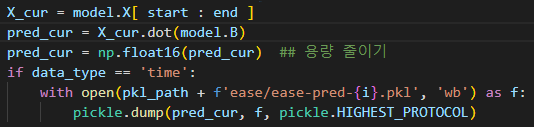 X_cur = model.X[ start : end ]
pred_cur = X_cur.dot(model.B)
pred_cur = np.float16(pred_cur)  ## 용량 줄이기
if data_type == 'time':
    with open(pkl_path + f'ease/ease-pred-{i}.pkl', 'wb') as f:
        pickle.dump(pred_cur, f, pickle.HIGHEST_PROTOCOL)